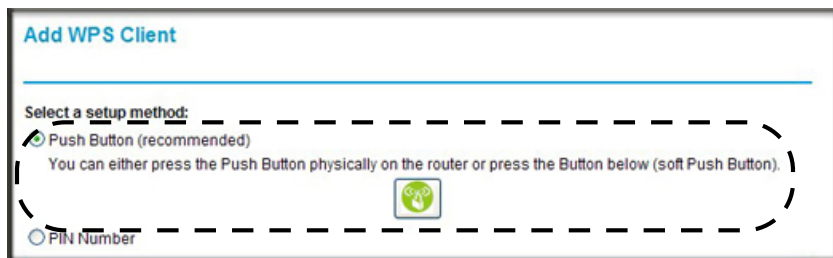 Add WPS Client
Select a setup method:
Push Button (recommended)
You can either press the Push Button physically on the router or press the Button below (soft Push Button).
PIN Number